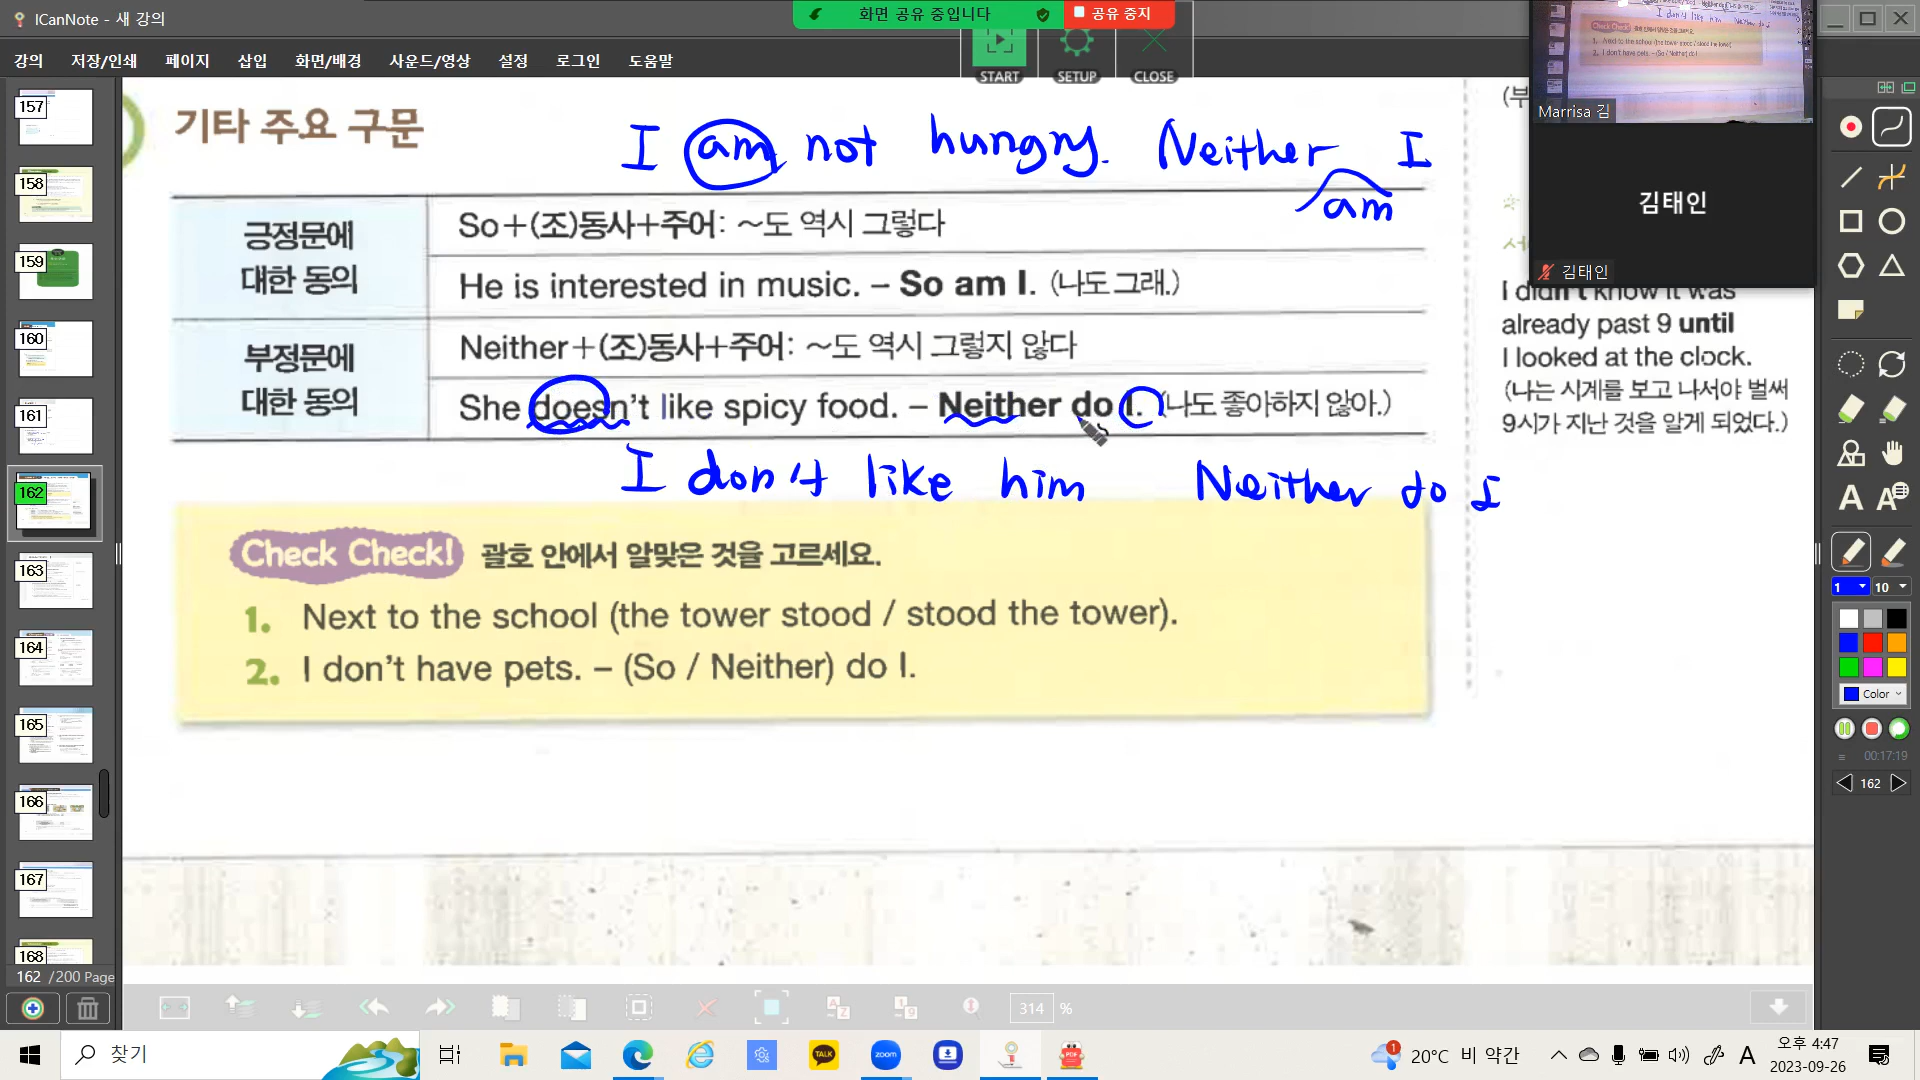 ICanNote - 새 강의
화면 공유 중입니다
공유 중지
강의 저장/인쇄 페이지 삽입 화면/배경 사운드/영상 설정 로그인 도움말
START SETUP CLOSE
Marrisa 김
김태인
김태인
157
158
159
160
161
162
163
164
165
166
167
168
162 /200 Page
기타 주요 구문
I am not hungry. Neither I
am
긍정문에
대한 동의
So+(조)동사+주어: ~도 역시 그렇다
He is interested in music. – So am I. (나도 그래.)
부정문에
대한 동의
Neither+(조)동사+주어: ~도 역시 그렇지 않다
She doesn't like spicy food. – Neither do I. (나도 좋아하지 않아.)
I don't like him Neither do I
Check Check! 괄호 안에서 알맞은 것을 고르세요.
1. Next to the school (the tower stood / stood the tower).
2. I don't have pets. – (So / Neither) do I.
I didn't know it was
already past 9 until
I looked at the clock.
(나는 시계를 보고 나서야 벌써
9시가 지난 것을 알게 되었다.)
1 10
Color
00:17:19
162
314 %
찾기
TALK
zoom
PDF
1
20°C 비 약간
A
오후 4:47
2023-09-26